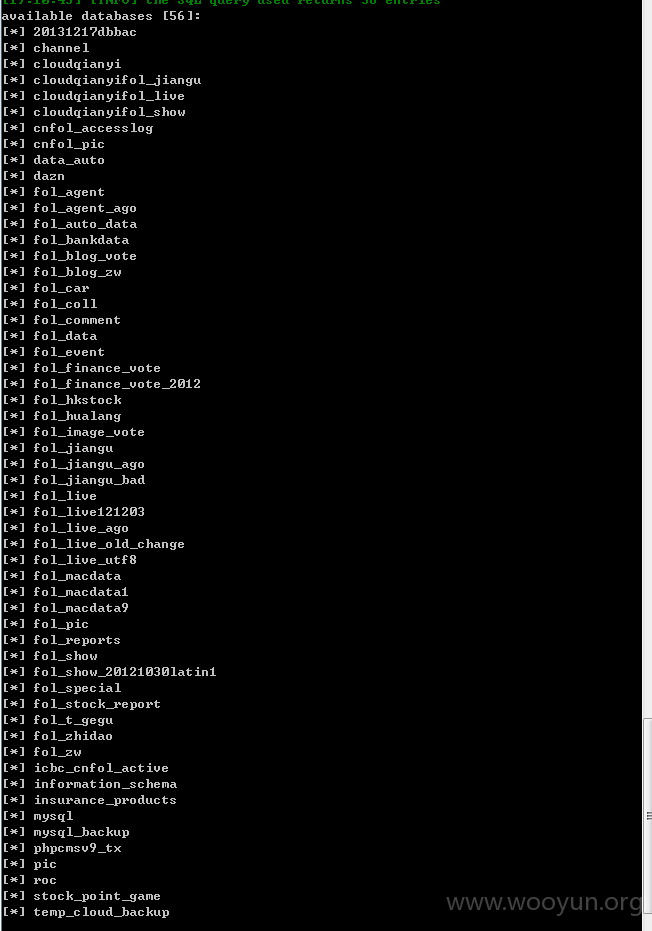 [17:10:45] [INFO] the SQL query used returns 56 entries
available databases [56]:
[*] 20131217dbbac
[*] channel
[*] cloudqianyi
[*] cloudqianyifol_jiangu
[*] cloudqianyifol_live
[*] cloudqianyifol_show
[*] cnfol_accesslog
[*] cnfol_pic
[*] data_auto
[*] dazn
[*] fol_agent
[*] fol_agent_ago
[*] fol_auto_data
[*] fol_bankdata
[*] fol_blog_vote
[*] fol_blog_zw
[*] fol_car
[*] fol_coll
[*] fol_comment
[*] fol_data
[*] fol_event
[*] fol_finance_vote
[*] fol_finance_vote_2012
[*] fol_hkstock
[*] fol_hualang
[*] fol_image_vote
[*] fol_jiangu
[*] fol_jiangu_ago
[*] fol_jiangu_bad
[*] fol_live
[*] fol_live121203
[*] fol_live_ago
[*] fol_live_old_change
[*] fol_live_utf8
[*] fol_macdata
[*] fol_macdata1
[*] fol_macdata9
[*] fol_pic
[*] fol_reports
[*] fol_show
[*] fol_show_20121030latin1
[*] fol_special
[*] fol_stock_report
[*] fol_t_gegu
[*] fol_zhidao
[*] fol_zw
[*] icbc_cnfol_active
[*] information_schema
[*] insurance_products
[*] mysql
[*] mysql_backup
[*] phpcmsv9_tx
[*] pic
[*] roc
[*] stock_point_game
[*] temp_cloud_backup
www.wooyun.org